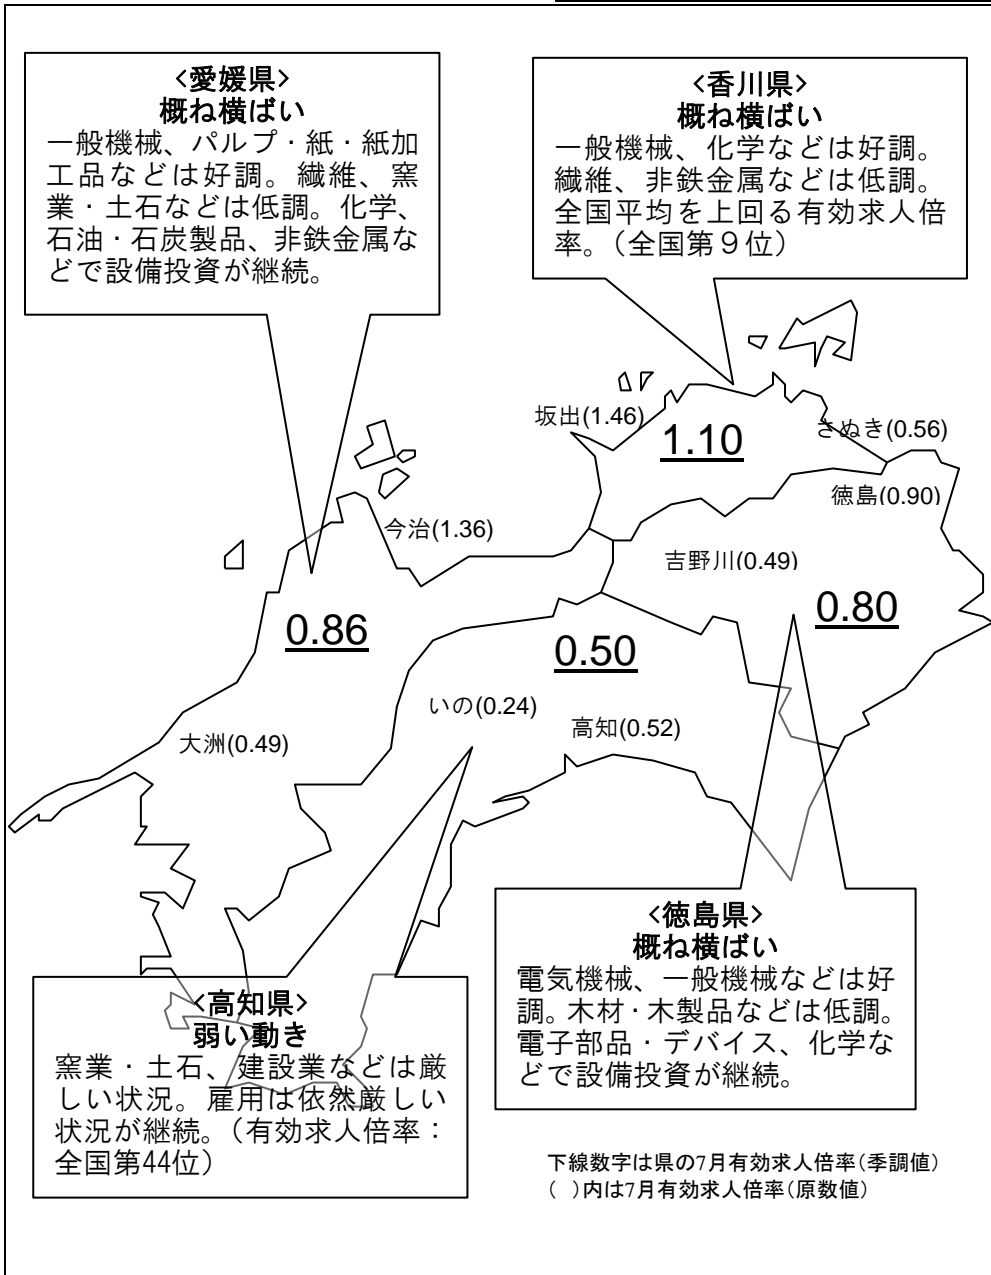 <愛媛県>
概ね横ばい
一般機械、パルプ・紙・紙加
工品などは好調。繊維、窯
業・土石などは低調。化学、
石油・石炭製品、非鉄金属な
どで設備投資が継続。
<香川県>
概ね横ばい
一般機械、化学などは好調。
繊維、非鉄金属などは低調。
全国平均を上回る有効求人倍
率。（全国第９位）
坂出(1.46)
1.10
さぬき(0.56)
徳島(0.90)
今治(1.36)
吉野川(0.49)
0.86
0.80
0.50
いの(0.24)
高知(0.52)
大洲(0.49)
<高知県>
弱い動き
窯業・土石、建設業などは厳
しい状況。雇用は依然厳しい
状況が継続。（有効求人倍率：
全国第44位）
<徳島県>
概ね横ばい
電気機械、一般機械などは好
調。木材・木製品などは低調。
電子部品・デバイス、化学な
どで設備投資が継続。
下線数字は県の7月有効求人倍率（季調値）
（　）内は7月有効求人倍率（原数値）